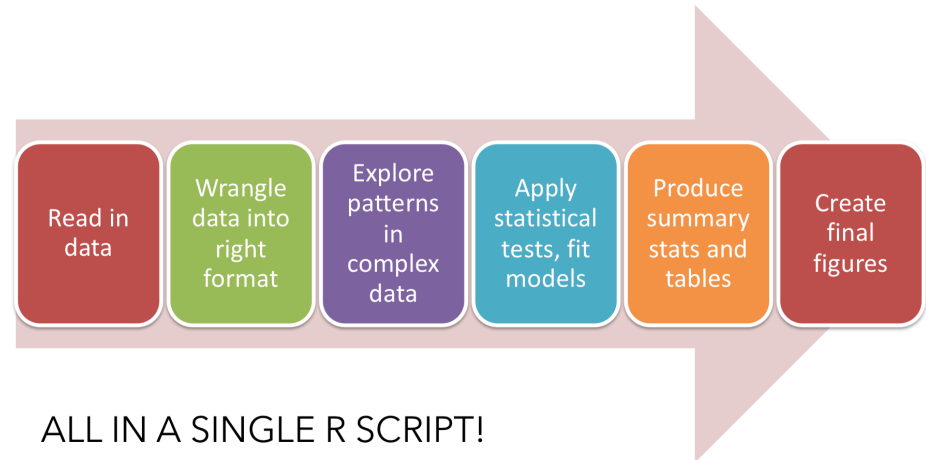 Read in
data
Wrangle
data into
right
format
Explore
patterns
in
complex
data
Apply
statistical
tests, fit
models
Produce
summary
stats and
tables
Create
final
figures
ALL IN A SINGLE R SCRIPT!